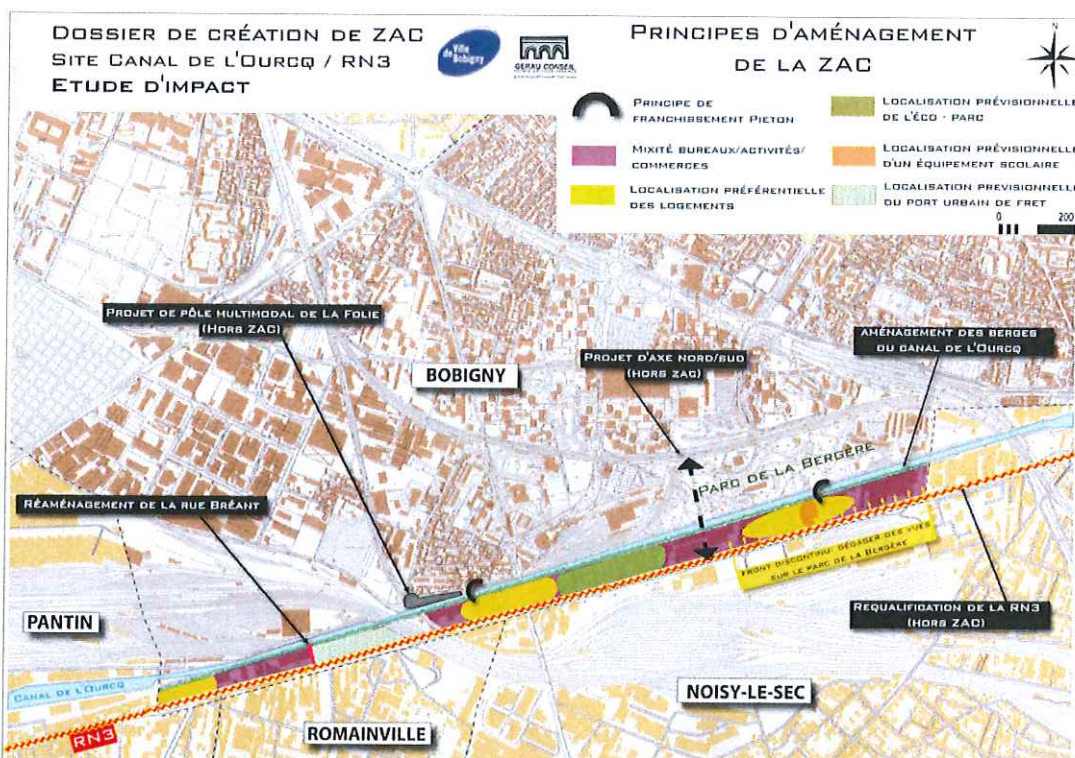 DOSSIER DE CRÉATION DE ZAC
SITE CANAL DE L'OURCQ / RN3
ETUDE D'IMPACT
Ville
de
Bobigny
GERAU CONSEIL
PRINCIPES D'AMÉNAGEMENT
DE LA ZAC
N
PRINCIPE DE
FRANCHISSEMENT PIETON
MIXITÉ BUREAUX/ACTIVITÉS/
COMMERCES
LOCALISATION PRÉFÉRENTIELLE
DES LOGEMENTS
LOCALISATION PRÉVISIONNELLE
DE L'ÉCO - PARC
LOCALISATION PRÉVISIONNELLE
D'UN ÉQUIPEMENT SCOLAIRE
LOCALISATION PREVISIONNELLE
DU PORT URBAIN DE FRET
0 200
PROJET DE PÔLE MULTIMODAL DE LA FOLIE
(HORS ZAC)
BOBIGNY
PROJET D'AXE NORD/SUD
(HORS ZAC)
AMÉNAGEMENT DES BERGES
DU CANAL DE L'OURCQ
PARC DE LA BERGÈRE
RÉAMÉNAGEMENT DE LA RUE BRÉANT
FRONT DISCONTINU: DÉGAGER DES VUES
SUR LE PARC DE LA BERGÈRE
PANTIN
REQUALIFICATION DE LA RN3
(HORS ZAC)
CANAL DE L'OURCQ
NOISY-LE-SEC
RN3
ROMAINVILLE